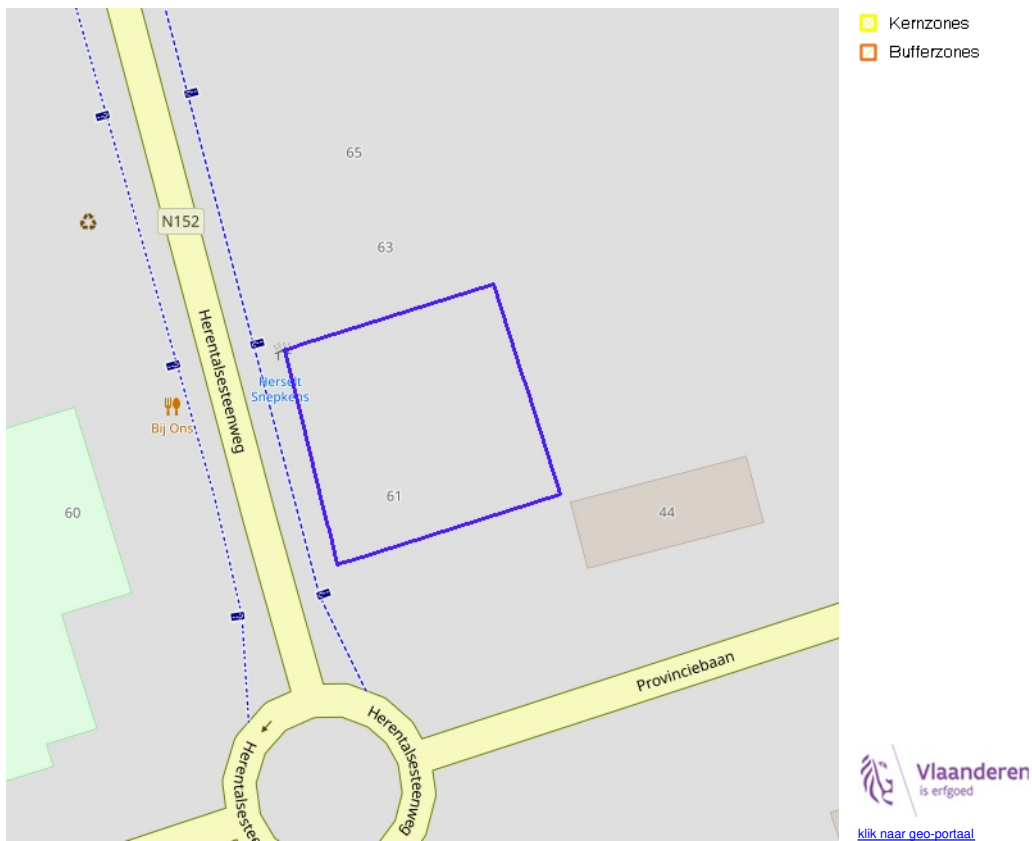 Kernzones
Bufferzones
65
N152
63
Herentalsesteenweg
Herselt
Snepkens
Bij Ons
61
60
44
Provinciebaan
Herentalsesteenweg
Herentalsestee
Vlaanderen
is erfgoed
klik naar geo-portaal